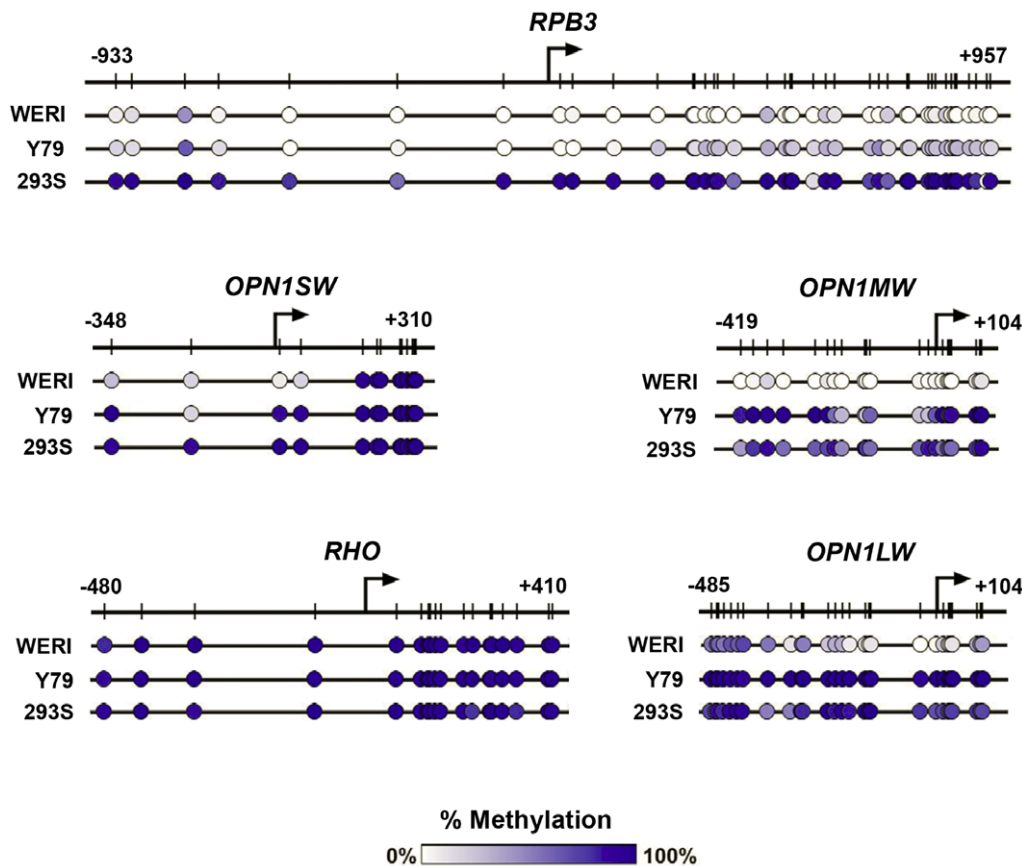 RPB3
-933 +957
WERI
Y79
293S
OPN1SW
-348 +310
WERI
Y79
293S
OPN1MW
-419 +104
WERI
Y79
293S
RHO
-480 +410
WERI
Y79
293S
OPN1LW
-485 +104
WERI
Y79
293S
% Methylation
0% 100%